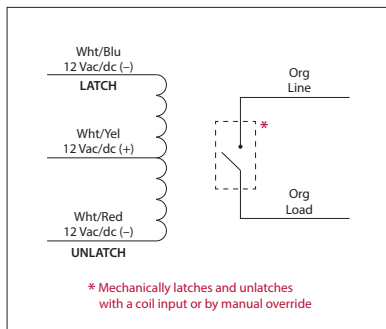 Wht/Blu
12 Vac/dc (–)
LATCH
Wht/Yel
12 Vac/dc (+)
Wht/Red
12 Vac/dc (–)
UNLATCH
Org
Line
*
Org
Load
* Mechanically latches and unlatches
with a coil input or by manual override